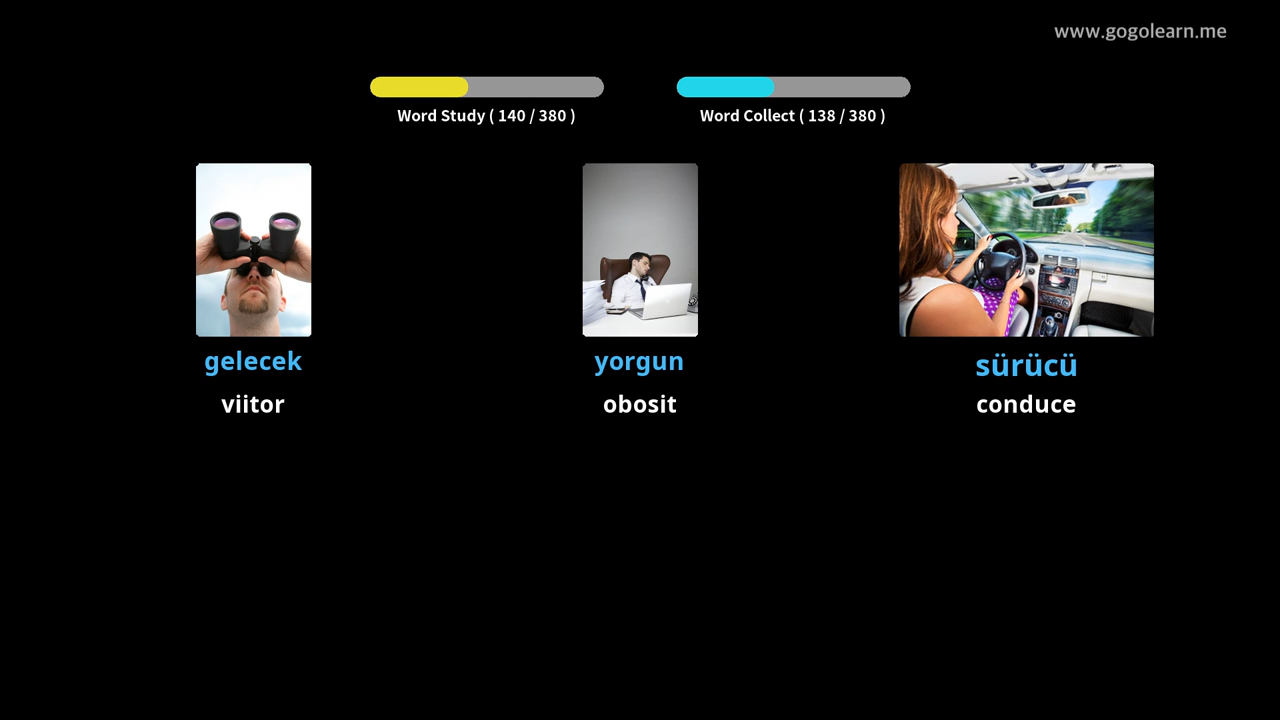 www.gogolearn.me
Word Study ( 140 / 380 )
Word Collect ( 138 / 380 )
gelecek
viitor
yorgun
obosit
sürücü
conduce